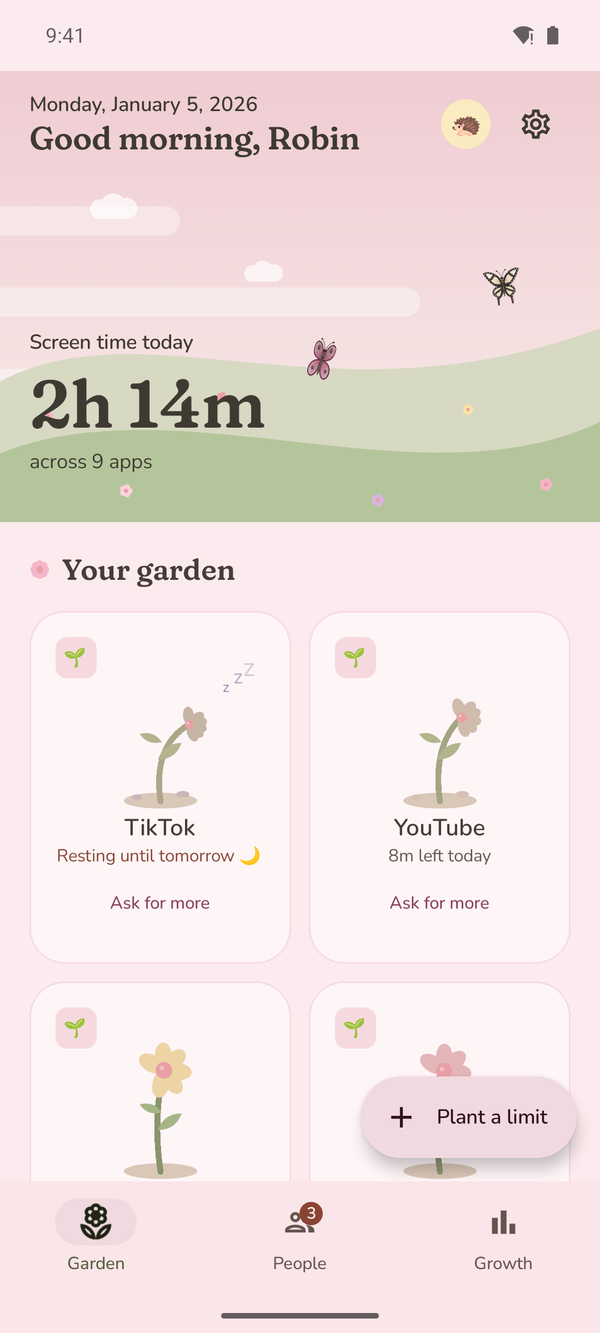 9:41
Monday, January 5, 2026
Good morning, Robin
Screen time today
2h 14m
across 9 apps
Your garden
z z Z
TikTok
Resting until tomorrow 🌙
Ask for more
YouTube
8m left today
Ask for more
Plant a limit
3
Garden
People
Growth